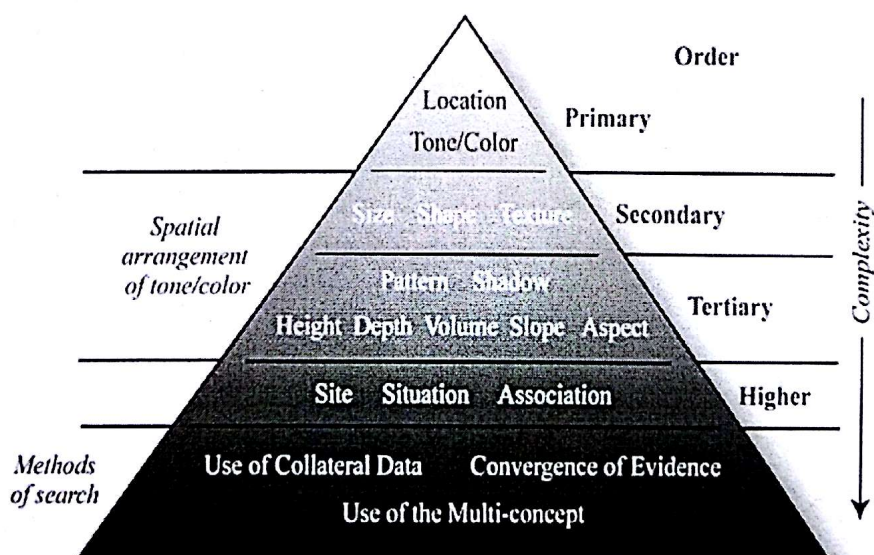 Order
Location
Primary
Tone/Color
Size Shape Texture
Secondary
Spatial
arrangement
of tone/color
Pattern Shadow
Tertiary
Height Depth Volume Slope Aspect
Complexity
Site Situation Association
Higher
Methods
of search
Use of Collateral Data Convergence of Evidence
Use of the Multi-concept